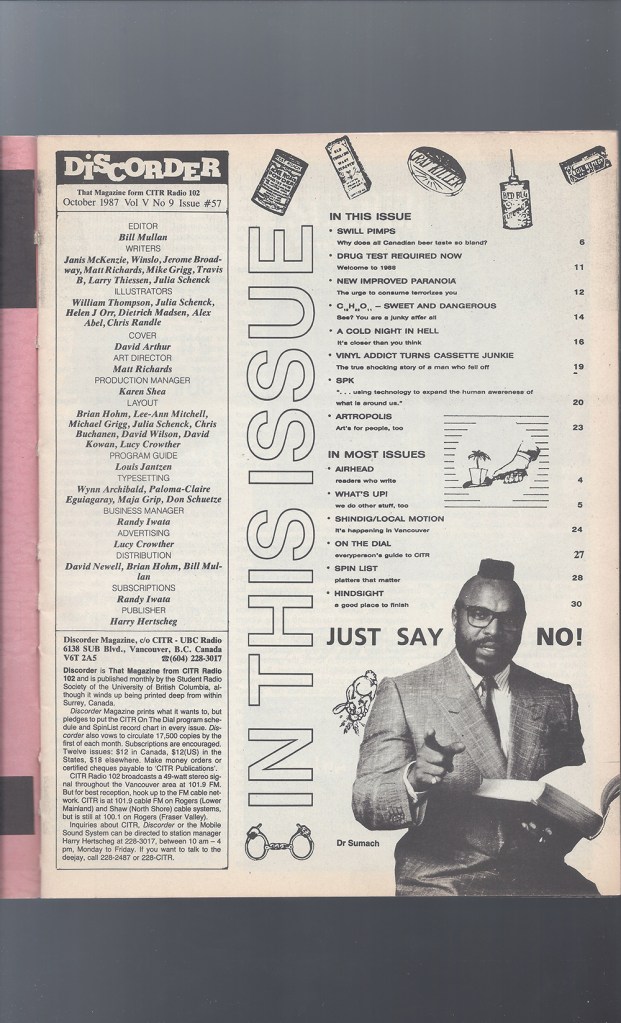 DiSCORDER
That Magazine form CITR Radio 102
October 1987 Vol V No 9 Issue #57
EDITOR
Bill Mullan
WRITERS
Janis McKenzie, Winslo, Jerome Broad-
way, Matt Richards, Mike Grigg, Travis
B, Larry Thiessen, Julia Schenck
ILLUSTRATORS
William Thompson, Julia Schenck,
Helen J Orr, Dietrich Madsen, Alex
Abel, Chris Randle
COVER
David Arthur
ART DIRECTOR
Matt Richards
PRODUCTION MANAGER
Karen Shea
LAYOUT
Brian Hohm, Lee-Ann Mitchell,
Michael Grigg, Julia Schenck, Chris
Buchanen, David Wilson, David
Kowan, Lucy Crowther
PROGRAM GUIDE
Louis Jantzen
TYPESETTING
Wynn Archibald, Paloma-Claire
Eguiagaray, Maja Grip, Don Schuetze
BUSINESS MANAGER
Randy Iwata
ADVERTISING
Lucy Crowther
DISTRIBUTION
David Newell, Brian Hohm, Bill Mul-
lan
SUBSCRIPTIONS
Randy Iwata
PUBLISHER
Harry Hertscheg
Discorder Magazine, c/o CITR - UBC Radio
6138 SUB Blvd., Vancouver, B.C. Canada
V6T 2A5 ☎(604) 228-3017
Discorder is That Magazine from CITR Radio
102 and is published monthly by the Student Radio
Society of the University of British Columbia, al-
though it winds up being printed deep from within
Surrey, Canada.
Discorder Magazine prints what it wants to, but
pledges to put the CITR On The Dial program sche-
dule and SpinList record chart in every issue. Dis-
corder also vows to circulate 17,500 copies by the
first of each month. Subscriptions are encouraged.
Twelve issues: $12 in Canada, $12(US) in the
States, $18 elsewhere. Make money orders or
certified cheques payable to 'CITR Publications'.
CITR Radio 102 broadcasts a 49-watt stereo sig-
nal throughout the Vancouver area at 101.9 FM.
But for best reception, hook up to the FM cable net-
work. CITR is at 101.9 cable FM on Rogers (Lower
Mainland) and Shaw (North Shore) cable systems,
but is still at 100.1 on Rogers (Fraser Valley).
Inquiries about CITR, Discorder or the Mobile
Sound System can be directed to station manager
Harry Hertscheg at 228-3017, between 10 am – 4
pm, Monday to Friday. If you want to talk to the
deejay, call 228-2487 or 228-CITR.
IN THIS ISSUE
BED BUG
IN THIS ISSUE
• SWILL PIMPS
Why does all Canadian beer taste so bland? 6
• DRUG TEST REQUIRED NOW
Welcome to 1988 11
• NEW IMPROVED PARANOIA
The urge to consume terrorizes you 12
– SWEET AND DANGEROUS
See? You are a junky after all 14
• A COLD NIGHT IN HELL
It's closer than you think 16
• VINYL ADDICT TURNS CASSETTE JUNKIE
The true shocking story of a man who fell off 19
• SPK
". . . using technology to expand the human awareness of
what is around us." 20
• ARTROPOLIS
Art's for people, too 23
IN MOST ISSUES
• AIRHEAD
readers who write 4
• WHAT'S UP!
we do other stuff, too 5
• SHINDIG/LOCAL MOTION
it's happening in Vancouver 24
• ON THE DIAL
everyperson's guide to CITR 27
• SPIN LIST
platters that matter 28
• HINDSIGHT
a good place to finish 30
JUST SAY NO!
Dr Sumach